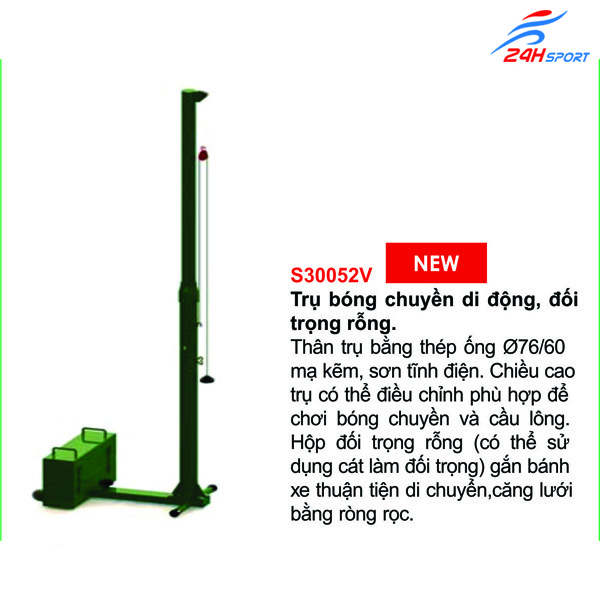 24H SPORT
S30052V
NEW
Trụ bóng chuyền di động, đối
trọng rỗng.
Thân trụ bằng thép ống Ø76/60
mạ kẽm, sơn tĩnh điện. Chiều cao
trụ có thể điều chỉnh phù hợp để
chơi bóng chuyền và cầu lông.
Hộp đối trọng rỗng (có thể sử
dụng cát làm đối trọng) gắn bánh
xe thuận tiện di chuyển,căng lưới
bằng ròng rọc.